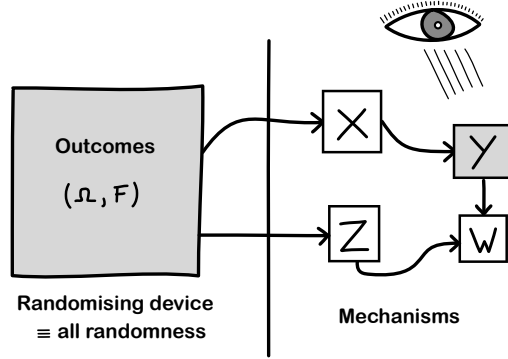 Outcomes
(Ω, F)
Randomising device
≡ all randomness
X
Y
Z
W
Mechanisms